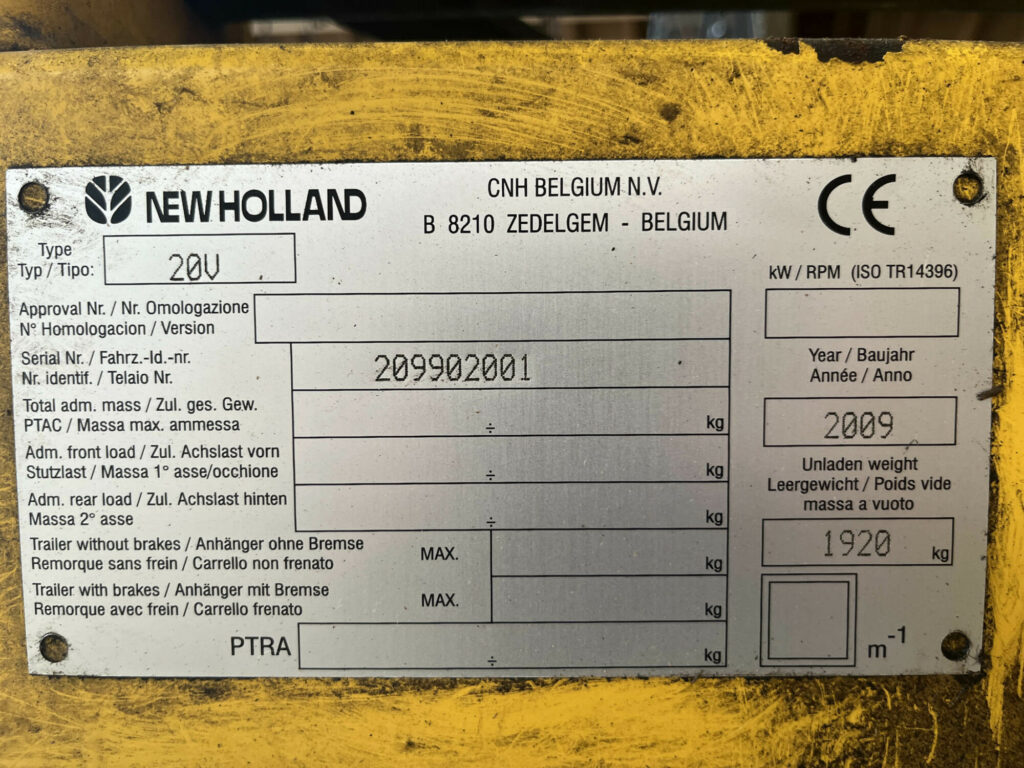 NEW HOLLAND
CNH BELGIUM N.V.
B 8210 ZEDELGEM - BELGIUM
CE
Type
Typ / Tipo:
20V
kW / RPM (ISO TR14396)
Approval Nr. / Nr. Omologazione
N° Homologacion / Version
Serial Nr. / Fahrz.-Id.-nr.
Nr. identif. / Telaio Nr.
209902001
Year / Baujahr
Année / Anno
2009
Total adm. mass / Zul. ges. Gew.
PTAC / Massa max. ammessa
÷ kg
Adm. front load / Zul. Achslast vorn
Stutzlast / Massa 1° asse/occhione
÷ kg
Unladen weight
Leergewicht / Poids vide
massa a vuoto
1920 kg
Adm. rear load / Zul. Achslast hinten
Massa 2° asse
÷ kg
Trailer without brakes / Anhänger ohne Bremse
Remorque sans frein / Carrello non frenato
MAX. kg
Trailer with brakes / Anhänger mit Bremse
Remorque avec frein / Carrello frenato
MAX. kg
PTRA ÷ kg
m-1